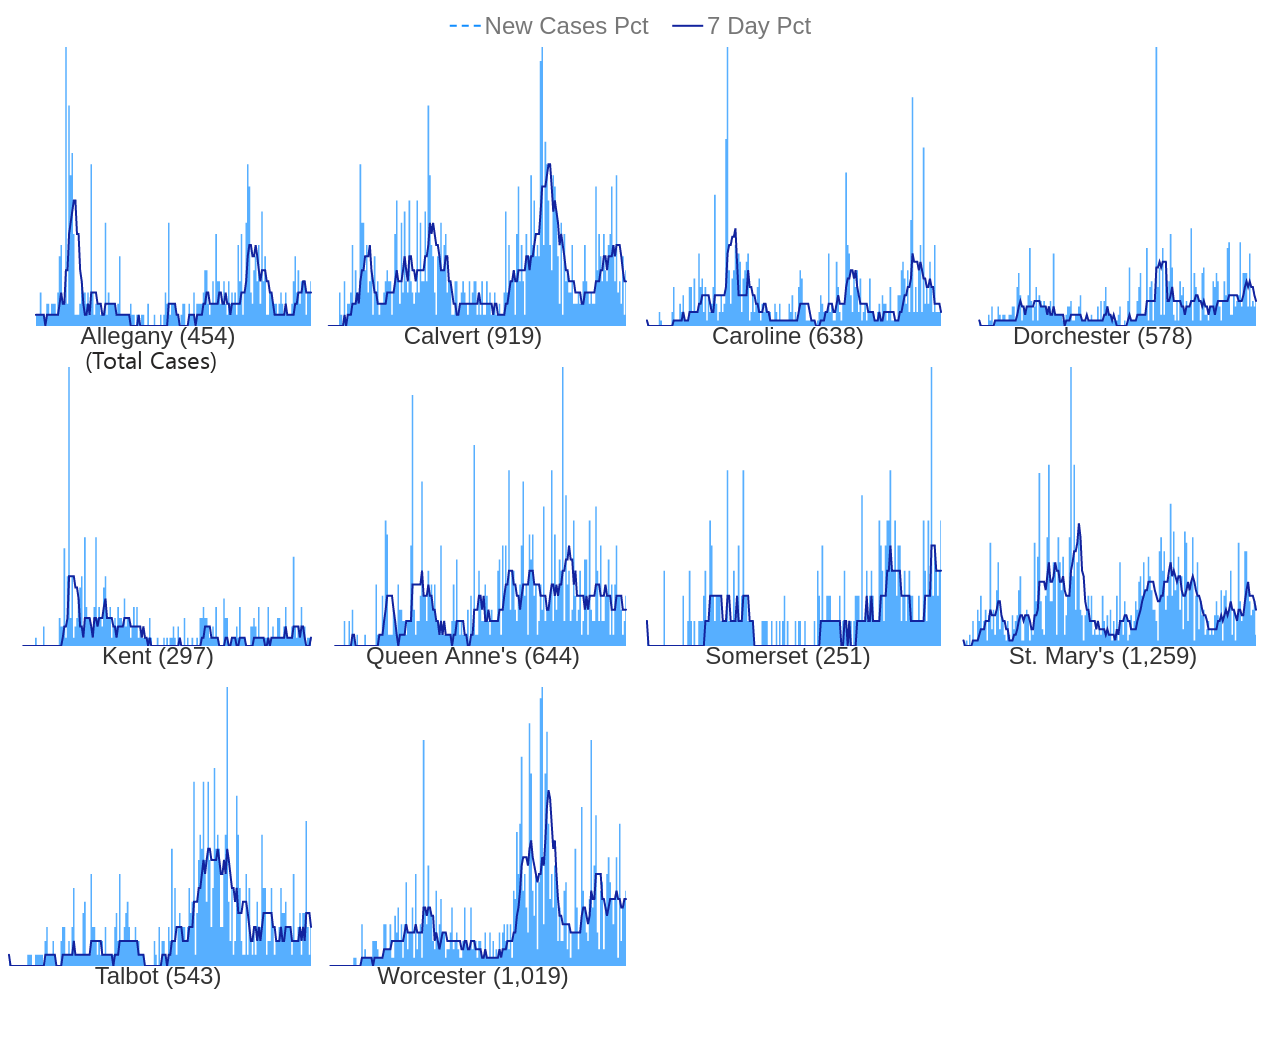 New Cases Pct 7 Day Pct
Allegany (454) Calvert (919) Caroline (638) Dorchester (578)
(Total Cases)
Kent (297) Queen Anne's (644) Somerset (251) St. Mary's (1,259)
Talbot (543) Worcester (1,019)